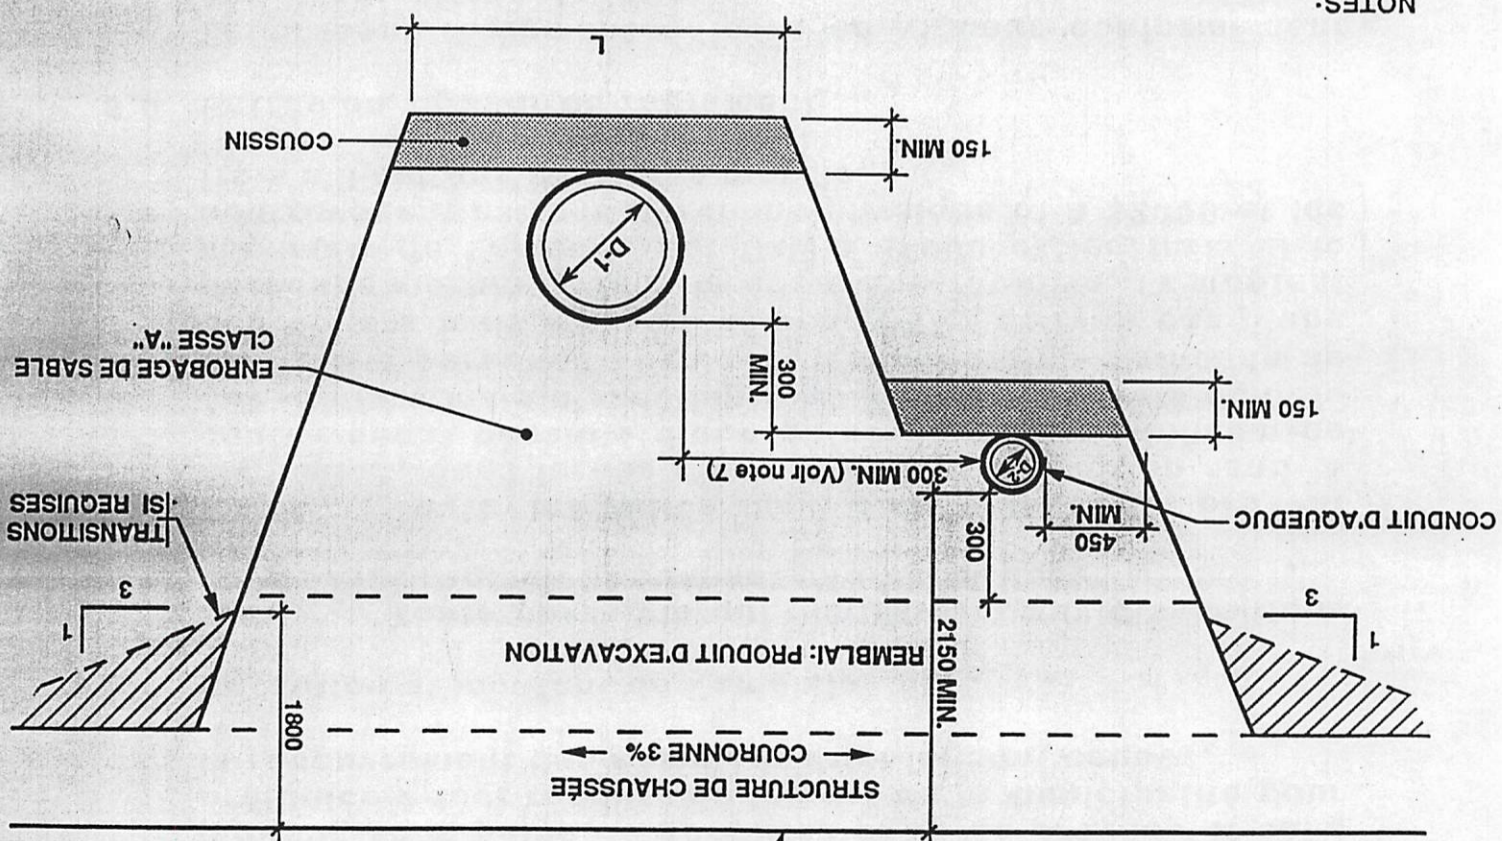 STRUCTURE DE CHAUSSÉE
COURONNE 3%
1800
2150 MIN.
REMBLAI: PRODUIT D'EXCAVATION
1
3
1
3
TRANSITIONS
SI REQUISES
300
450
MIN.
CONDUIT D'AQUEDUC
D-2
300 MIN. (Voir note 7)
150 MIN.
300
MIN.
ENROBAGE DE SABLE
CLASSE "A"
D-1
150 MIN.
COUSSIN
L
NOTES: